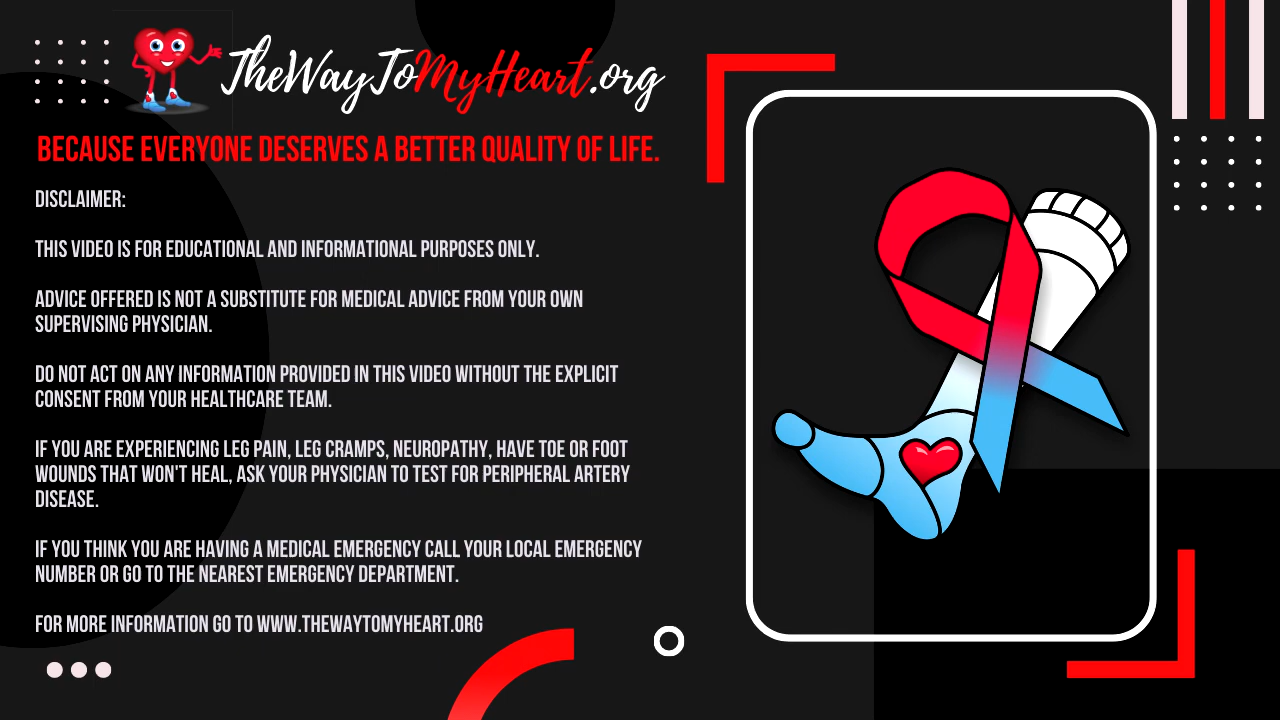 TheWayToMyHeart.org
BECAUSE EVERYONE DESERVES A BETTER QUALITY OF LIFE.
DISCLAIMER:
THIS VIDEO IS FOR EDUCATIONAL AND INFORMATIONAL PURPOSES ONLY.
ADVICE OFFERED IS NOT A SUBSTITUTE FOR MEDICAL ADVICE FROM YOUR OWN
SUPERVISING PHYSICIAN.
DO NOT ACT ON ANY INFORMATION PROVIDED IN THIS VIDEO WITHOUT THE EXPLICIT
CONSENT FROM YOUR HEALTHCARE TEAM.
IF YOU ARE EXPERIENCING LEG PAIN, LEG CRAMPS, NEUROPATHY, HAVE TOE OR FOOT
WOUNDS THAT WON'T HEAL, ASK YOUR PHYSICIAN TO TEST FOR PERIPHERAL ARTERY
DISEASE.
IF YOU THINK YOU ARE HAVING A MEDICAL EMERGENCY CALL YOUR LOCAL EMERGENCY
NUMBER OR GO TO THE NEAREST EMERGENCY DEPARTMENT.
FOR MORE INFORMATION GO TO WWW.THEWAYTOMYHEART.ORG